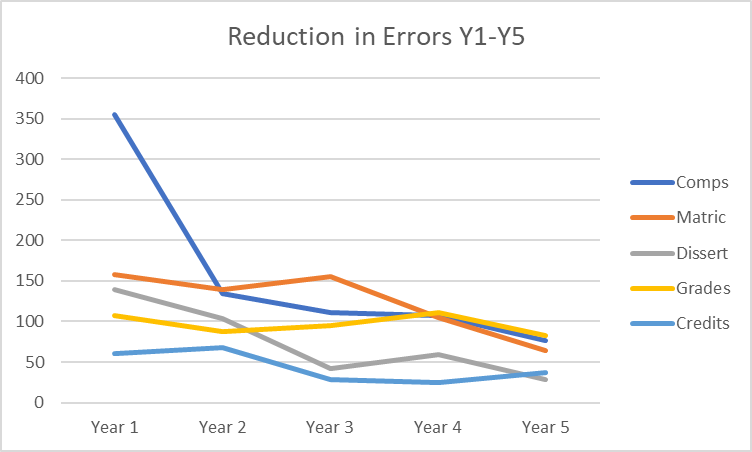 Reduction in Errors Y1-Y5
400
350
300
250
200
150
100
50
0
Year 1 Year 2 Year 3 Year 4 Year 5
Comps
Matric
Dissert
Grades
Credits